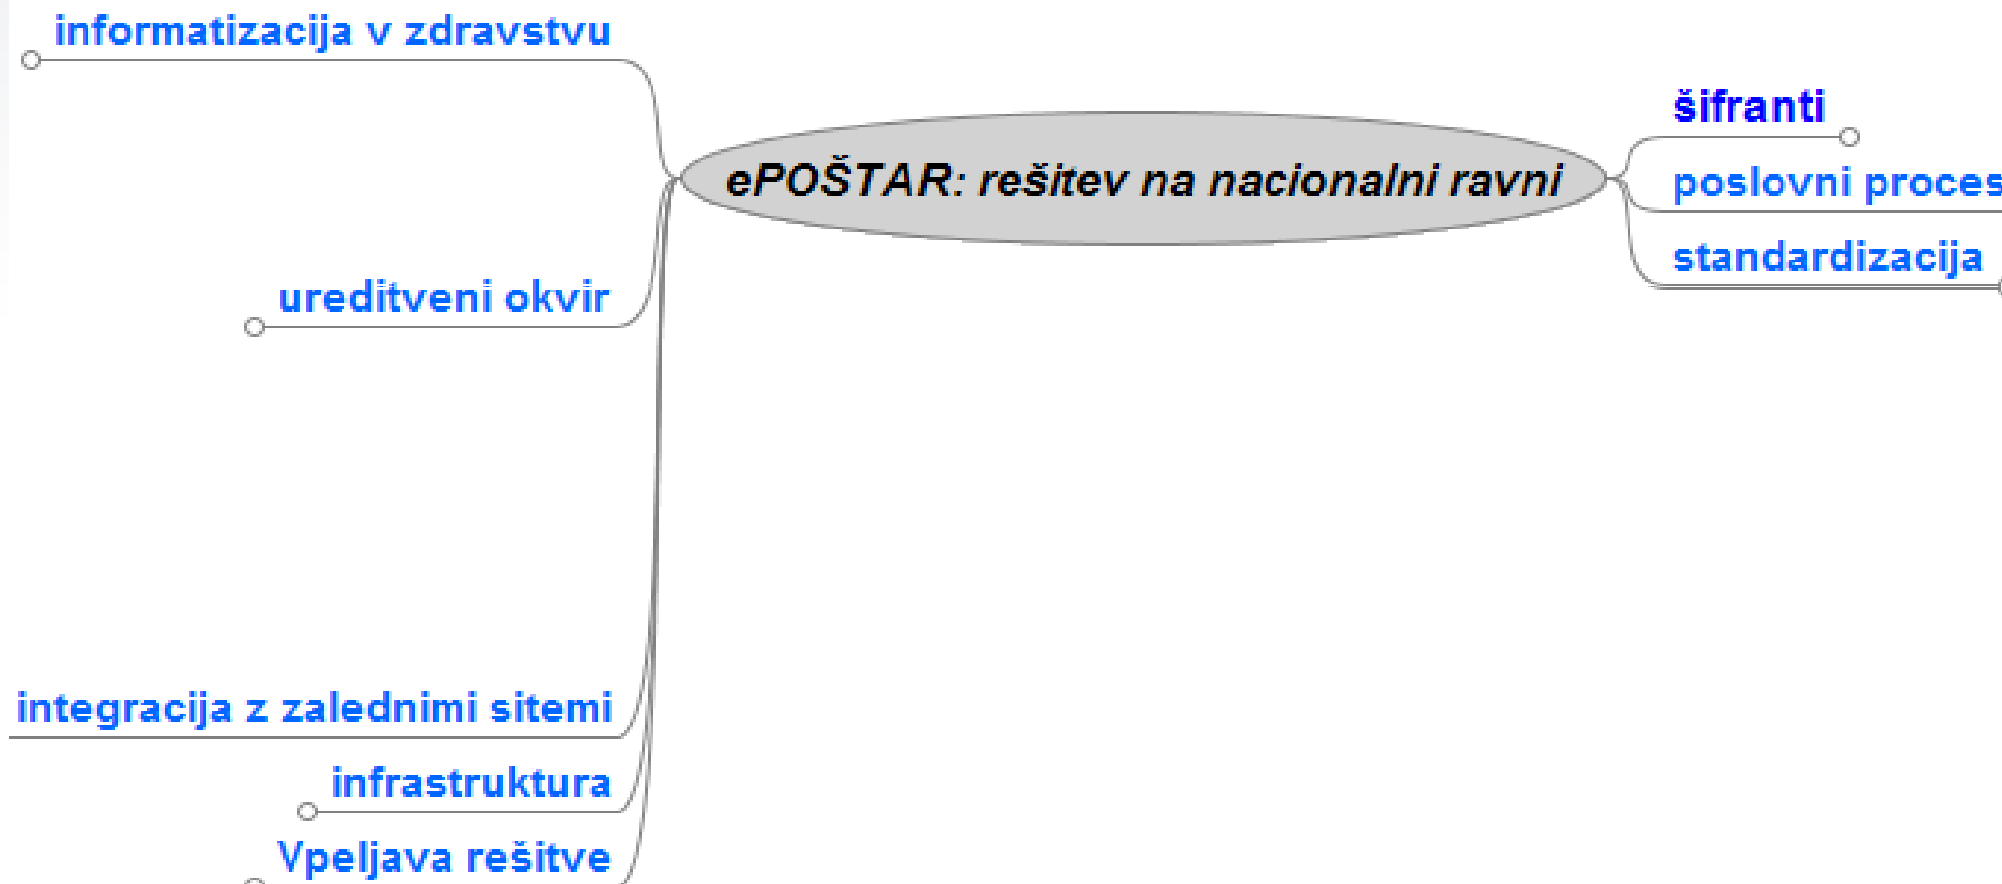 informatizacija v zdravstvu
ureditveni okvir
integracija z zalednimi sitemi
infrastruktura
Vpeljava rešitve
ePOŠTAR: rešitev na nacionalni ravni
šifranti
poslovni proces
standardizacija